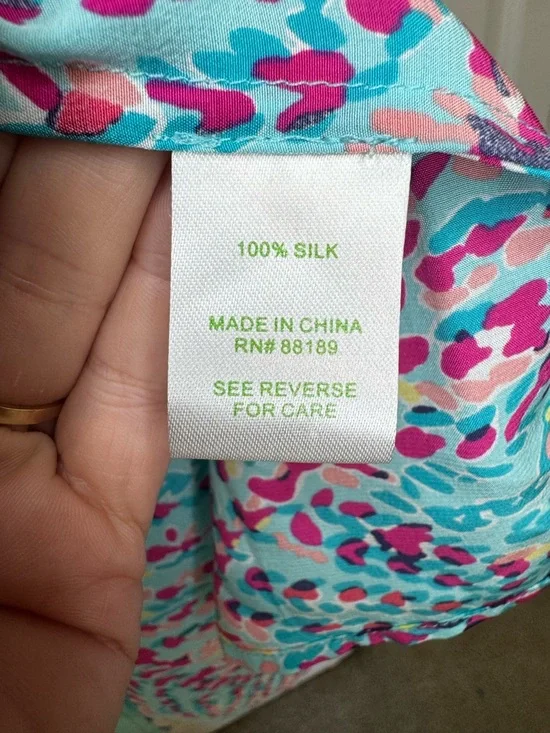 100% SILK
MADE IN CHINA
RN# 88189
SEE REVERSE
FOR CARE